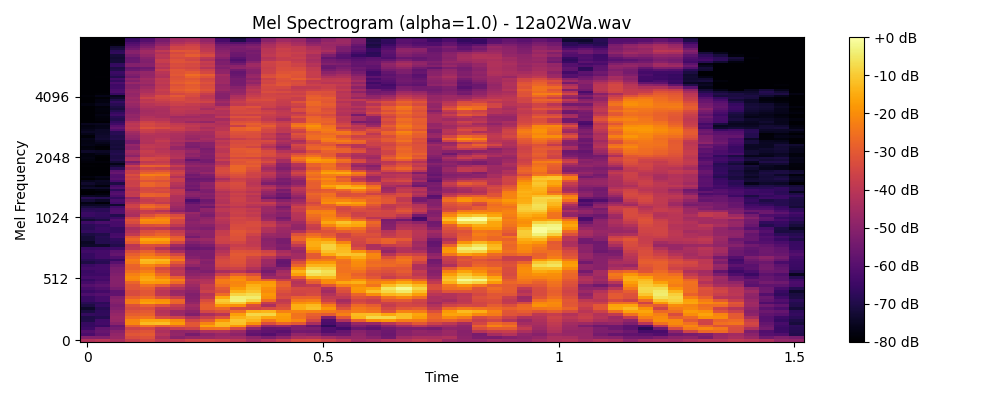 Mel Spectrogram (alpha=1.0) - 12a02Wa.wav
Mel Frequency
4096
2048
1024
512
0
0
0.5
1
1.5
Time
+0 dB
-10 dB
-20 dB
-30 dB
-40 dB
-50 dB
-60 dB
-70 dB
-80 dB